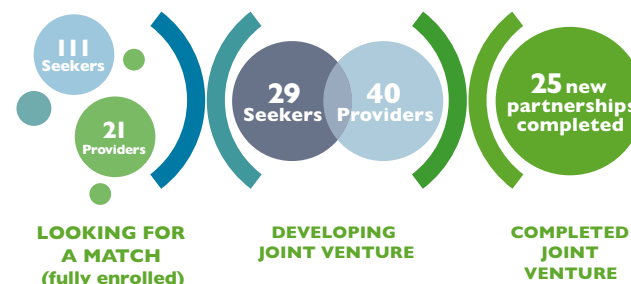 111
Seekers
21
Providers
29
Seekers
40
Providers
25 new
partnerships
completed
LOOKING FOR
A MATCH
(fully enrolled)
DEVELOPING
JOINT VENTURE
COMPLETED
JOINT
VENTURE